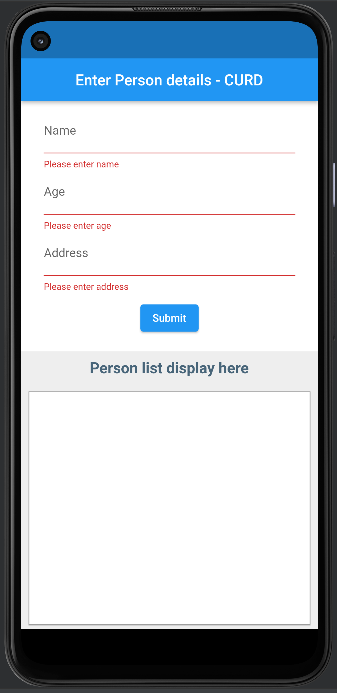 Enter Person details - CURD
Name
Please enter name
Age
Please enter age
Address
Please enter address
Submit
Person list display here